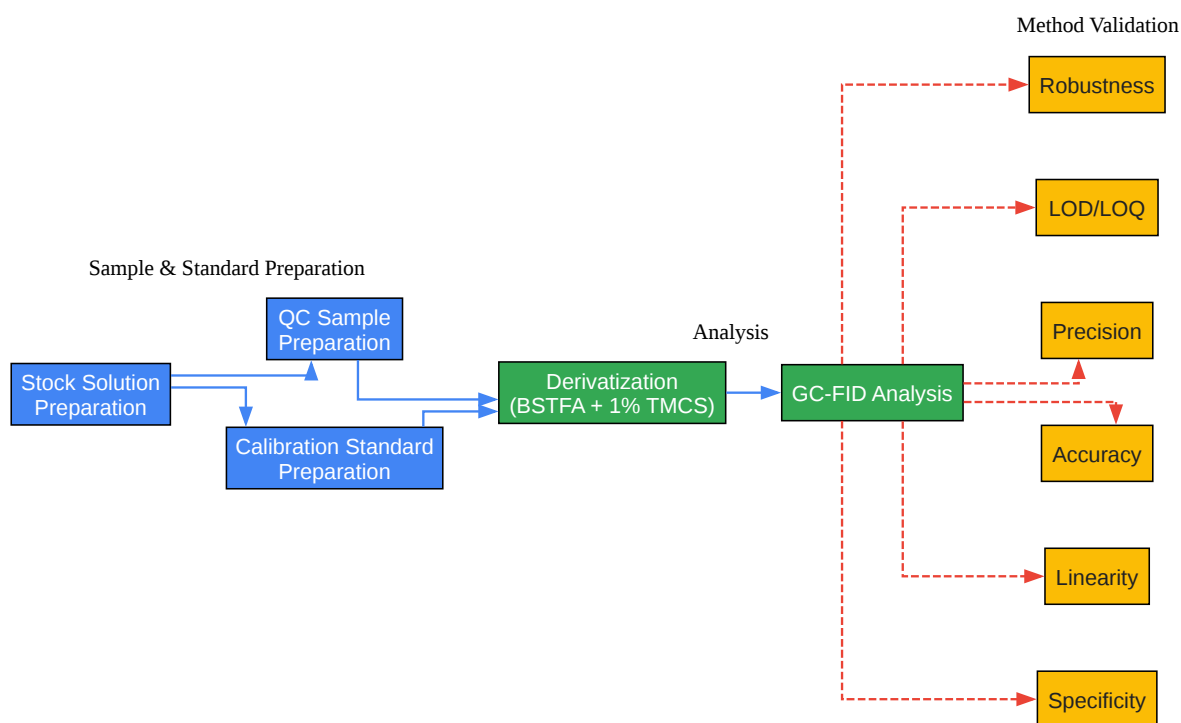 Method Validation
Robustness
LOD/LOQ
Sample & Standard Preparation
QC Sample
Preparation
Stock Solution
Preparation
Calibration Standard
Preparation
Analysis
Derivatization
(BSTFA + 1% TMCS)
GC-FID Analysis
Precision
Accuracy
Linearity
Specificity